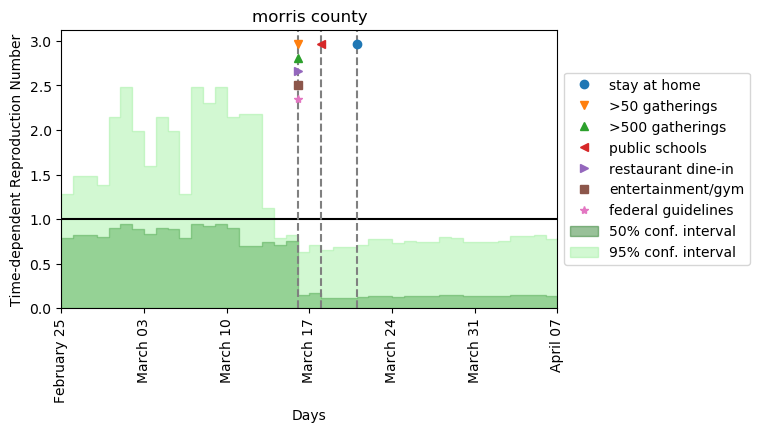 morris county
Time-dependent Reproduction Number
3.0
2.5
2.0
1.5
1.0
0.5
0.0
February 25
March 03
March 10
March 17
March 24
March 31
April 07
Days
stay at home
>50 gatherings
>500 gatherings
public schools
restaurant dine-in
entertainment/gym
federal guidelines
50% conf. interval
95% conf. interval